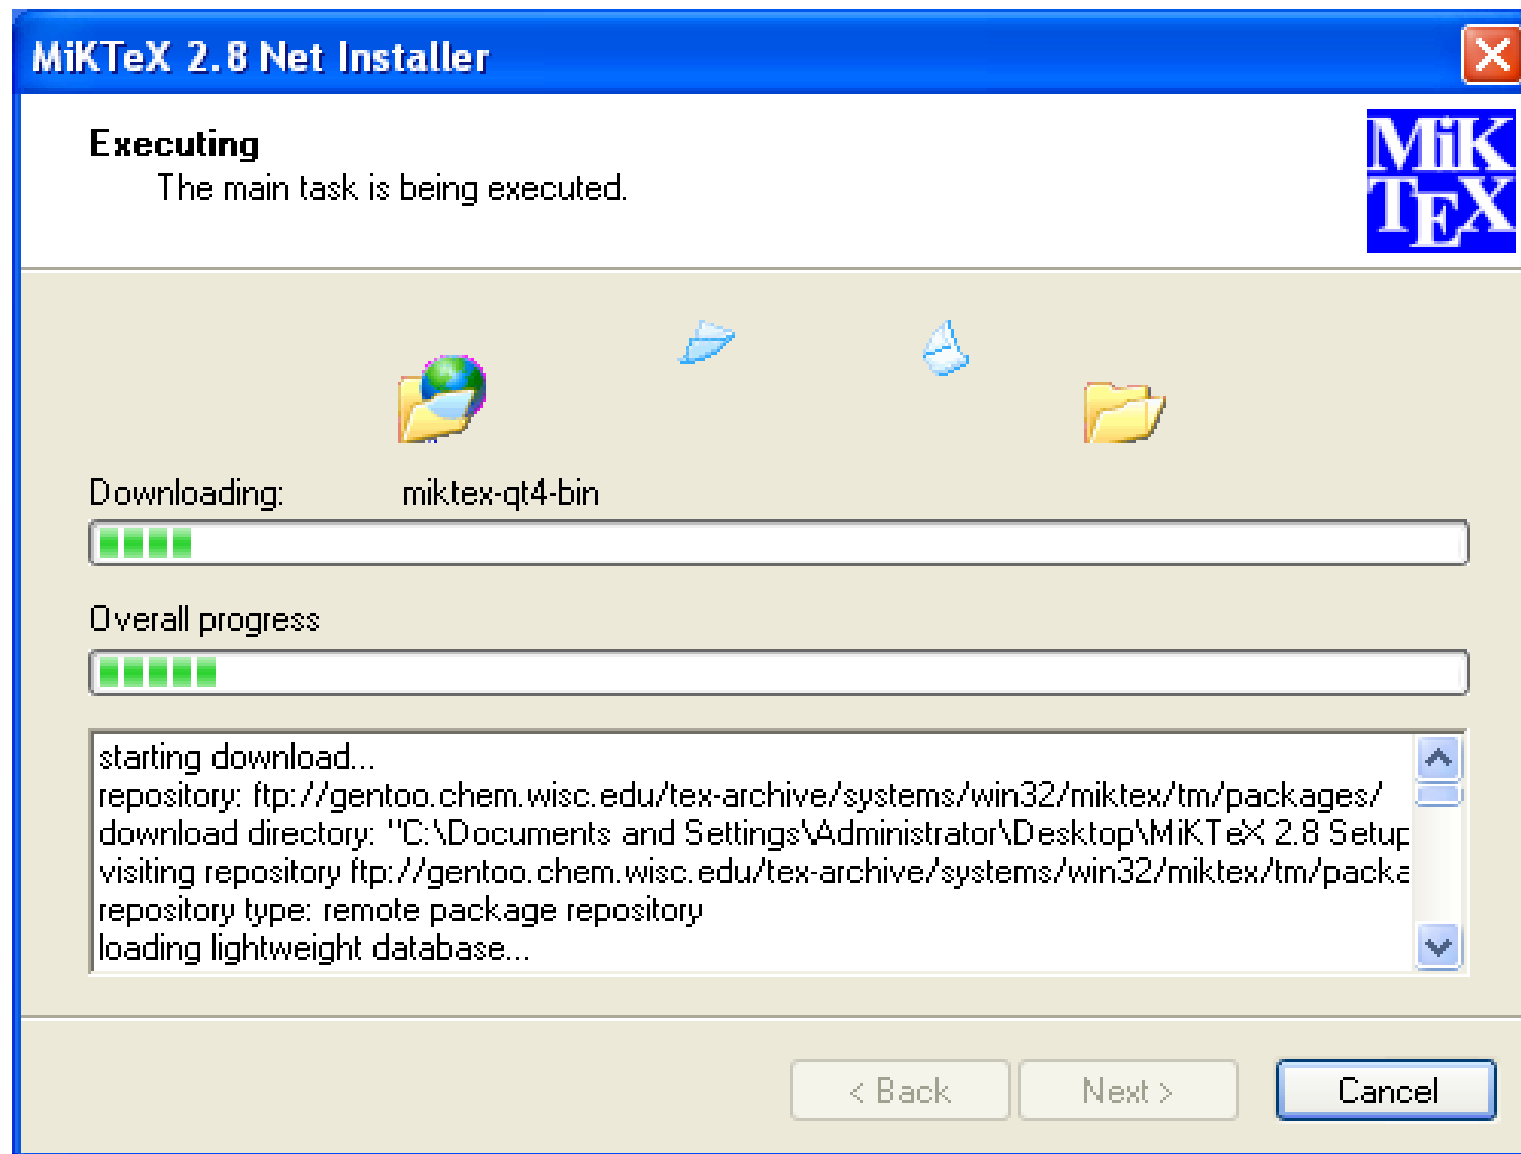 MiKTeX 2.8 Net Installer
Executing
The main task is being executed.
MiK
TEX
Downloading: miktex-qt4-bin
Overall progress
starting download...
repository: ftp://gentoo.chem.wisc.edu/tex-archive/systems/win32/miktex/tm/packages/
download directory: "C:\Documents and Settings\Administrator\Desktop\MiKTeX 2.8 Setup
visiting repository ftp://gentoo.chem.wisc.edu/tex-archive/systems/win32/miktex/tm/packa
repository type: remote package repository
loading lightweight database...
< Back Next > Cancel